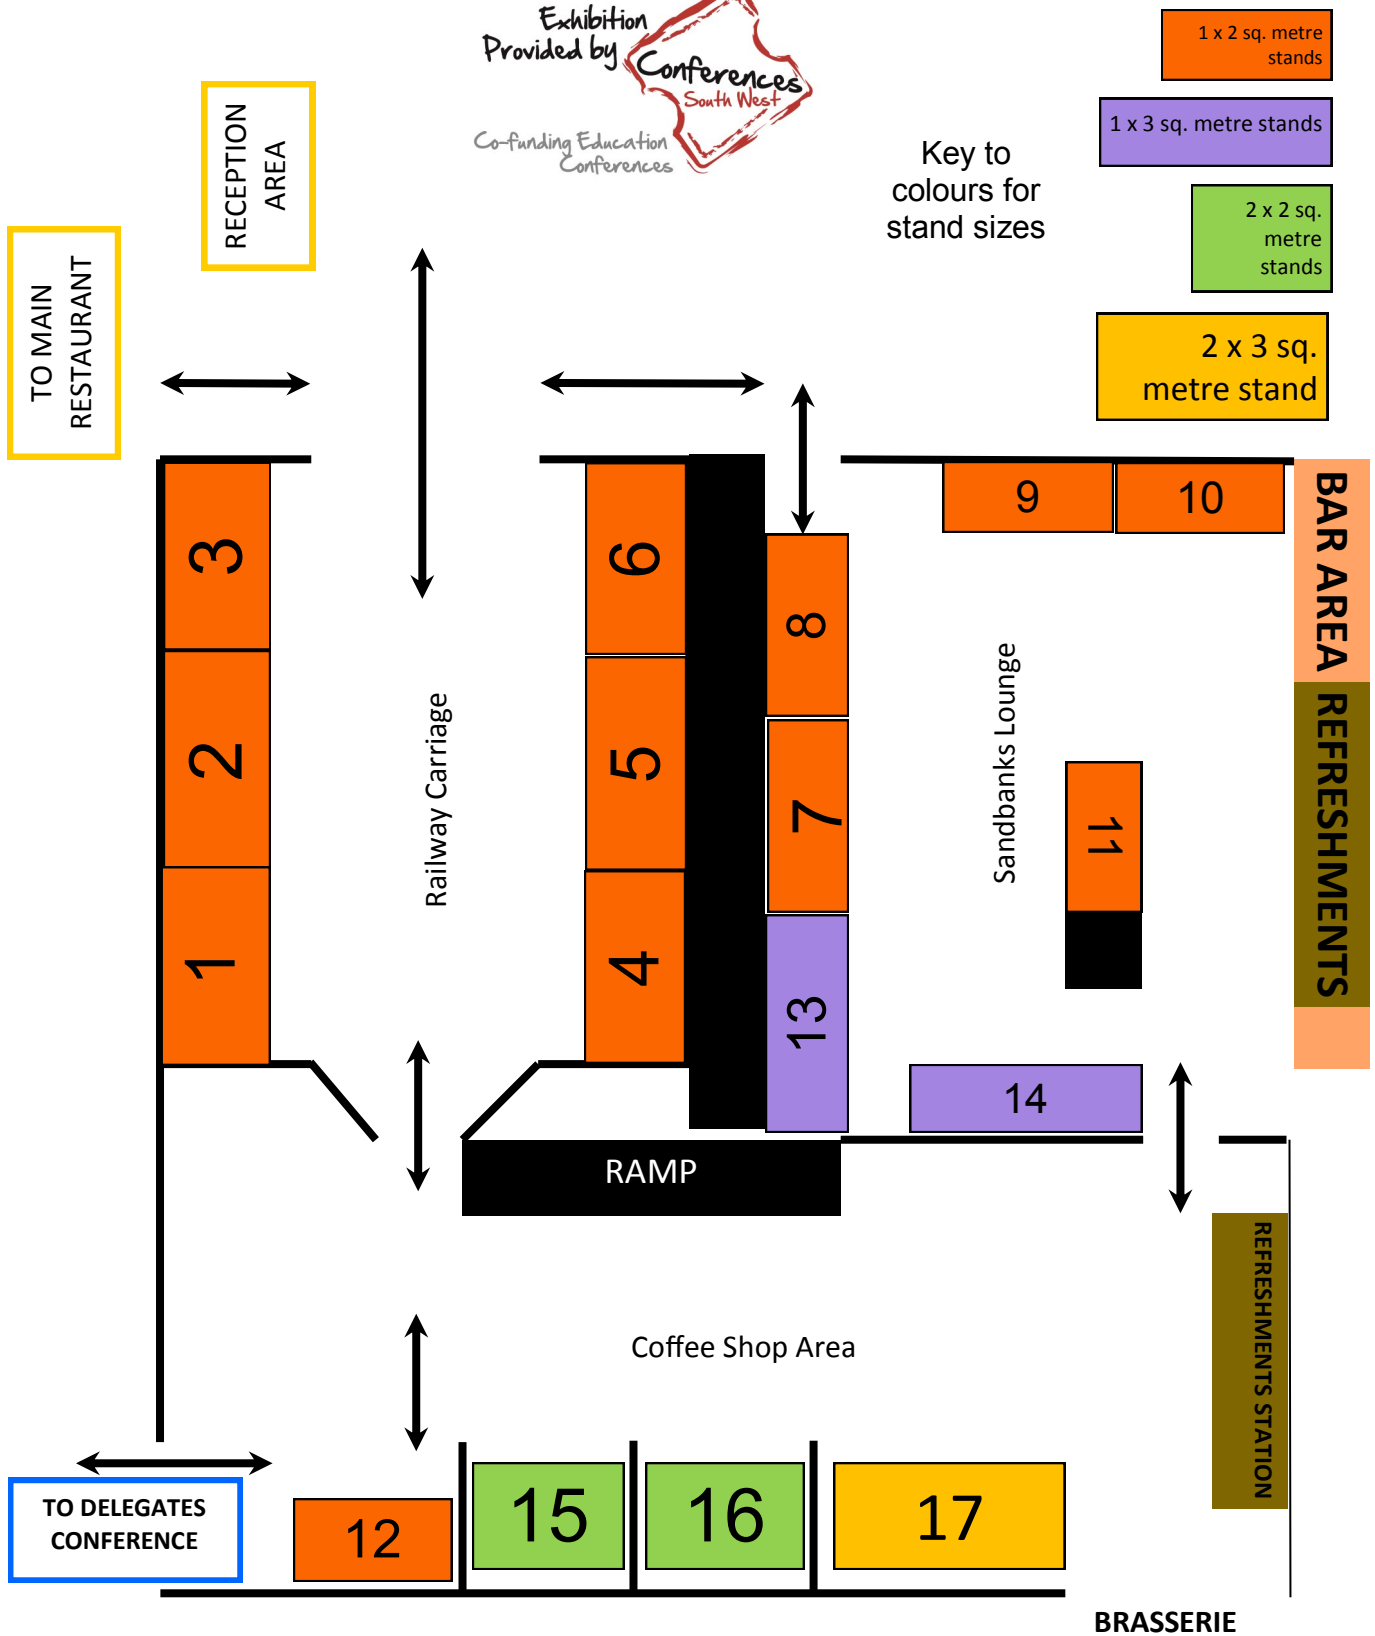 Exhibition
Provided by
Conferences
South West
Co-funding Education
Conferences
1 x 2 sq. metre
stands
1 x 3 sq. metre stands
Key to
colours for
stand sizes
2 x 2 sq.
metre
stands
2 x 3 sq.
metre stand
RECEPTION
AREA
TO MAIN
RESTAURANT
3
6
9
10
BAR AREA
8
2
5
7
Railway Carriage
Sandbanks Lounge
11
REFRESHMENTS
1
4
13
14
RAMP
REFRESHMENTS STATION
Coffee Shop Area
TO DELEGATES
CONFERENCE
12
15
16
17
BRASSERIE